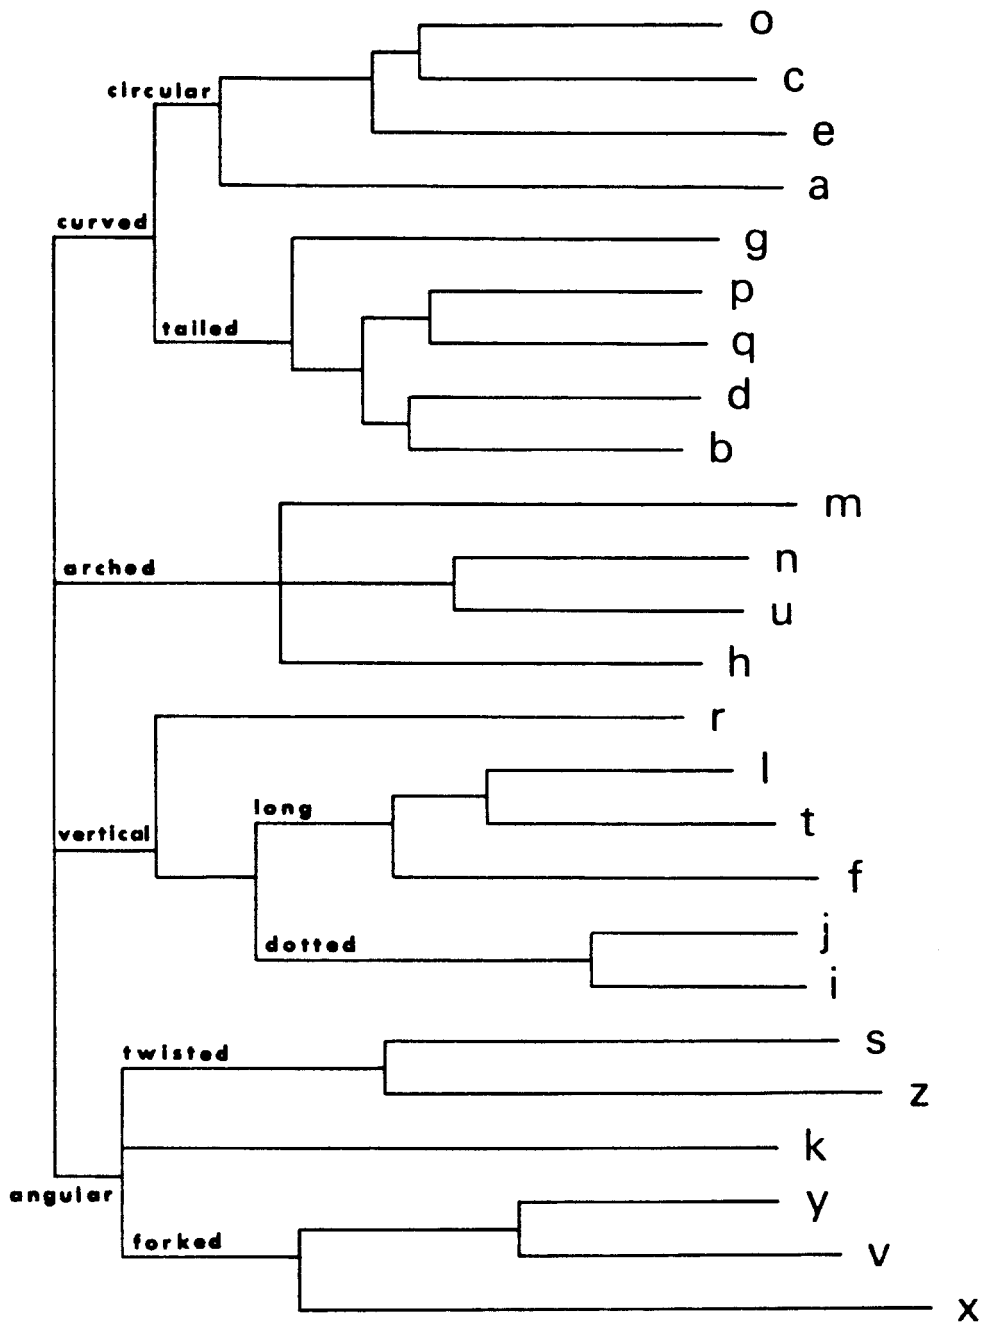 o
circular
c
e
a
curved
g
p
tailed
q
d
b
m
arched
n
u
h
r
l
long
vertical
t
f
dotted
j
i
twisted
s
z
k
angular
y
forked
v
x